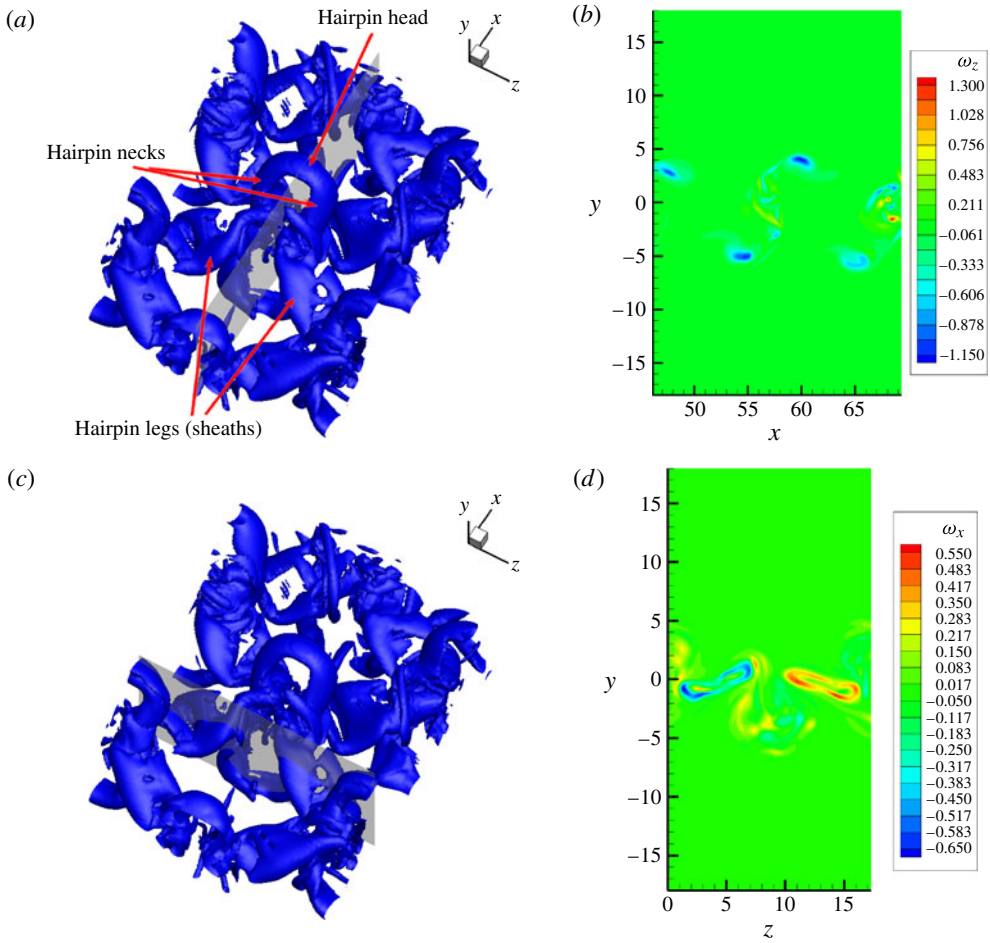 (a)
Hairpin head
Hairpin necks
Hairpin legs (sheaths)
y
x
z
(b)
15
10
5
0
−5
−10
−15
y
50
55
60
65
x
ω_z
1.300
1.028
0.756
0.483
0.211
−0.061
−0.333
−0.606
−0.878
−1.150
(c)
y
x
z
(d)
15
10
5
0
−5
−10
−15
y
0
5
10
15
z
ω_x
0.550
0.483
0.417
0.350
0.283
0.217
0.150
0.083
0.017
−0.050
−0.117
−0.183
−0.250
−0.317
−0.383
−0.450
−0.517
−0.583
−0.650